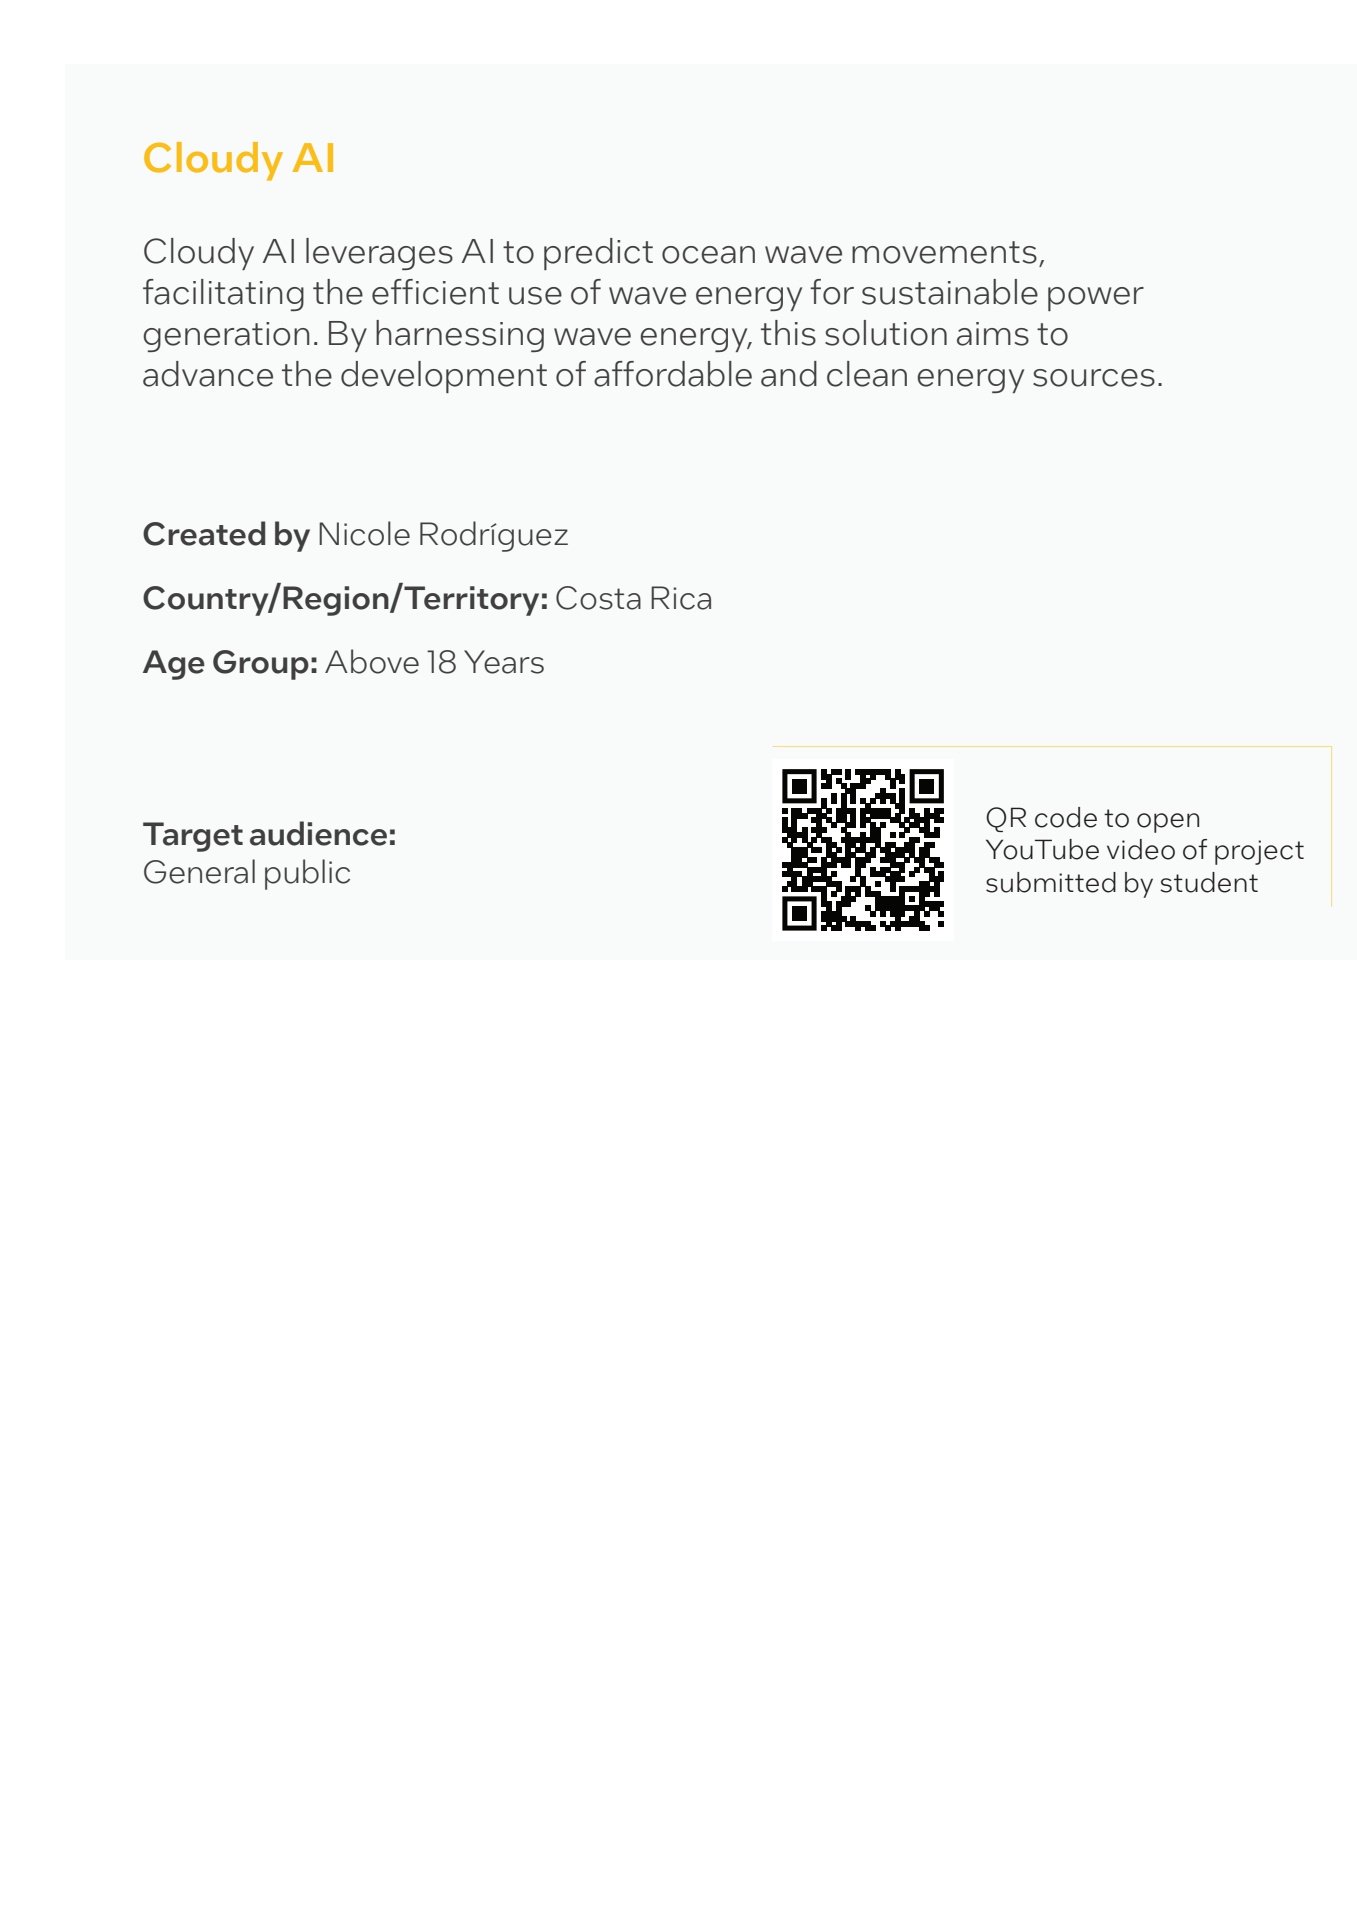 Cloudy AI
Cloudy AI leverages AI to predict ocean wave movements,
facilitating the efficient use of wave energy for sustainable power
generation. By harnessing wave energy, this solution aims to
advance the development of affordable and clean energy sources.
Created by Nicole Rodríguez
Country/Region/Territory: Costa Rica
Age Group: Above 18 Years
Target audience:
General public
QR code to open
YouTube video of project
submitted by student